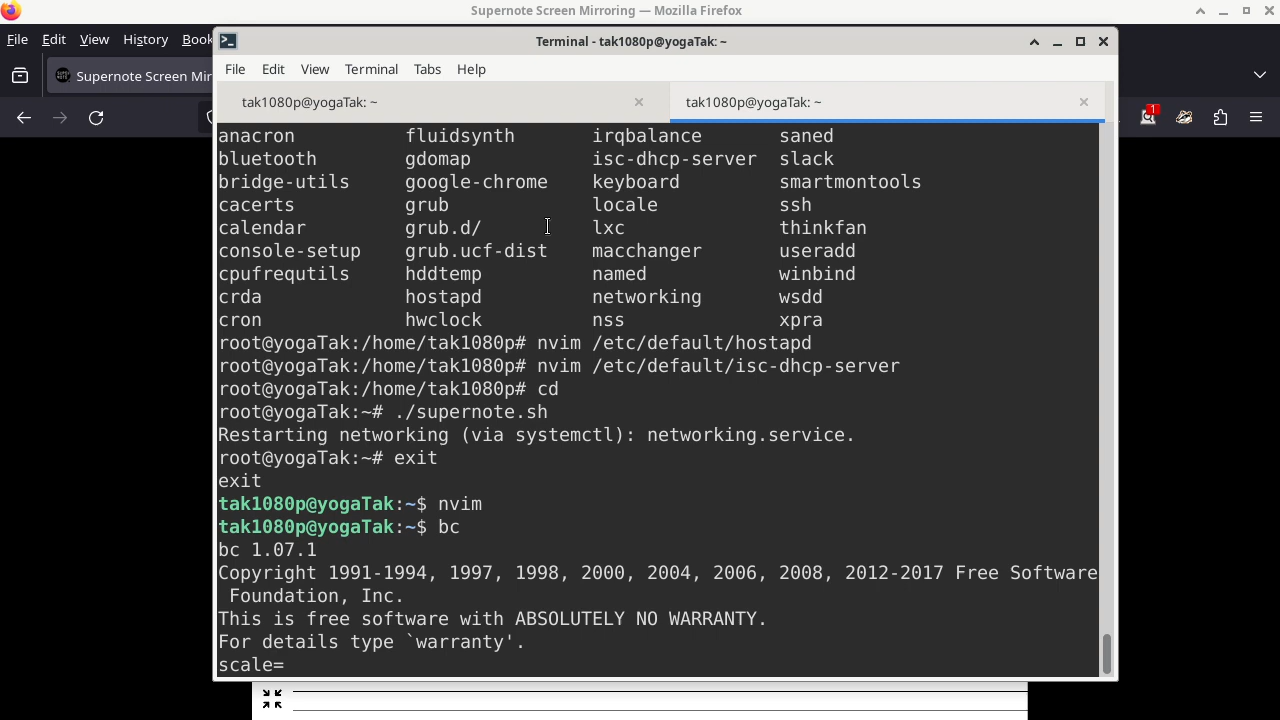 Supernote Screen Mirroring — Mozilla Firefox
File Edit View History Book
Terminal - tak1080p@yogaTak: ~
Supernote Screen Mir
File Edit View Terminal Tabs Help
tak1080p@yogaTak: ~ tak1080p@yogaTak: ~
1
anacron fluidsynth irqbalance saned
bluetooth gdomap isc-dhcp-server slack
bridge-utils google-chrome keyboard smartmontools
cacerts grub locale ssh
calendar grub.d/ lxc thinkfan
console-setup grub.ucf-dist macchanger useradd
cpufrequtils hddtemp named winbind
crda hostapd networking wsdd
cron hwclock nss xpra
root@yogaTak:/home/tak1080p# nvim /etc/default/hostapd
root@yogaTak:/home/tak1080p# nvim /etc/default/isc-dhcp-server
root@yogaTak:/home/tak1080p# cd
root@yogaTak:~# ./supernote.sh
Restarting networking (via systemctl): networking.service.
root@yogaTak:~# exit
exit
tak1080p@yogaTak:~$ nvim
tak1080p@yogaTak:~$ bc
bc 1.07.1
Copyright 1991-1994, 1997, 1998, 2000, 2004, 2006, 2008, 2012-2017 Free Software
Foundation, Inc.
This is free software with ABSOLUTELY NO WARRANTY.
For details type `warranty'.
scale=